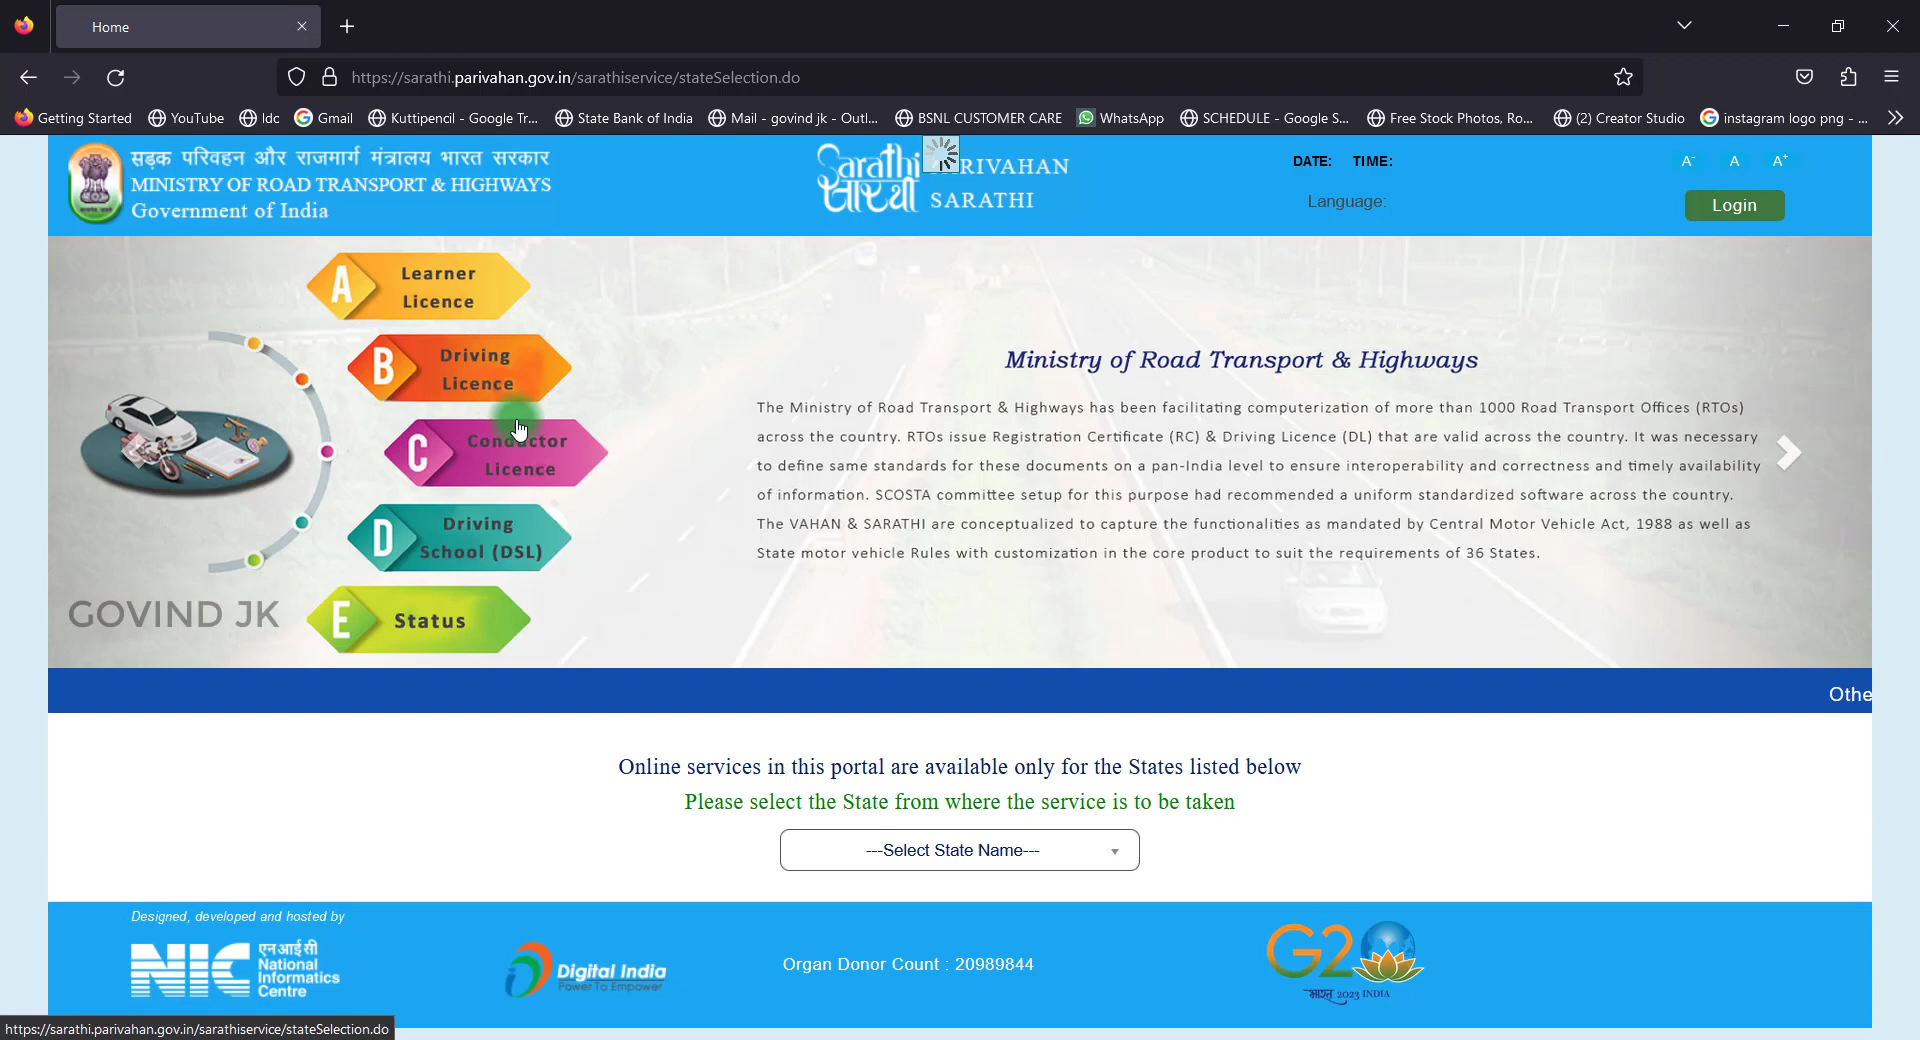 Home
https://sarathi.parivahan.gov.in/sarathiservice/stateSelection.do
Getting Started
YouTube
ldc
Gmail
Kuttipencil - Google Tr...
State Bank of India
Mail - govind jk - Outl...
BSNL CUSTOMER CARE
WhatsApp
SCHEDULE - Google S...
Free Stock Photos, Ro...
(2) Creator Studio
instagram logo png - ...
सड़क परिवहन और राजमार्ग मंत्रालय भारत सरकार
MINISTRY OF ROAD TRANSPORT & HIGHWAYS
Government of India
Sarathi
सारथी
RIVAHAN
SARATHI
DATE: TIME:
Language:
A-
A
A+
Login
A
Learner
Licence
B
Driving
Licence
C
Conductor
Licence
D
Driving
School (DSL)
E
Status
GOVIND JK
Ministry of Road Transport & Highways
The Ministry of Road Transport & Highways has been facilitating computerization of more than 1000 Road Transport Offices (RTOs)
across the country. RTOs issue Registration Certificate (RC) & Driving Licence (DL) that are valid across the country. It was necessary
to define same standards for these documents on a pan-India level to ensure interoperability and correctness and timely availability
of information. SCOSTA committee setup for this purpose had recommended a uniform standardized software across the country.
The VAHAN & SARATHI are conceptualized to capture the functionalities as mandated by Central Motor Vehicle Act, 1988 as well as
State motor vehicle Rules with customization in the core product to suit the requirements of 36 States.
Othe
Online services in this portal are available only for the States listed below
Please select the State from where the service is to be taken
---Select State Name---
Designed, developed and hosted by
NIC
एनआईसी
National
Informatics
Centre
Digital India
Power To Empower
Organ Donor Count : 20989844
G2
भारत 2023 INDIA
https://sarathi.parivahan.gov.in/sarathiservice/stateSelection.do